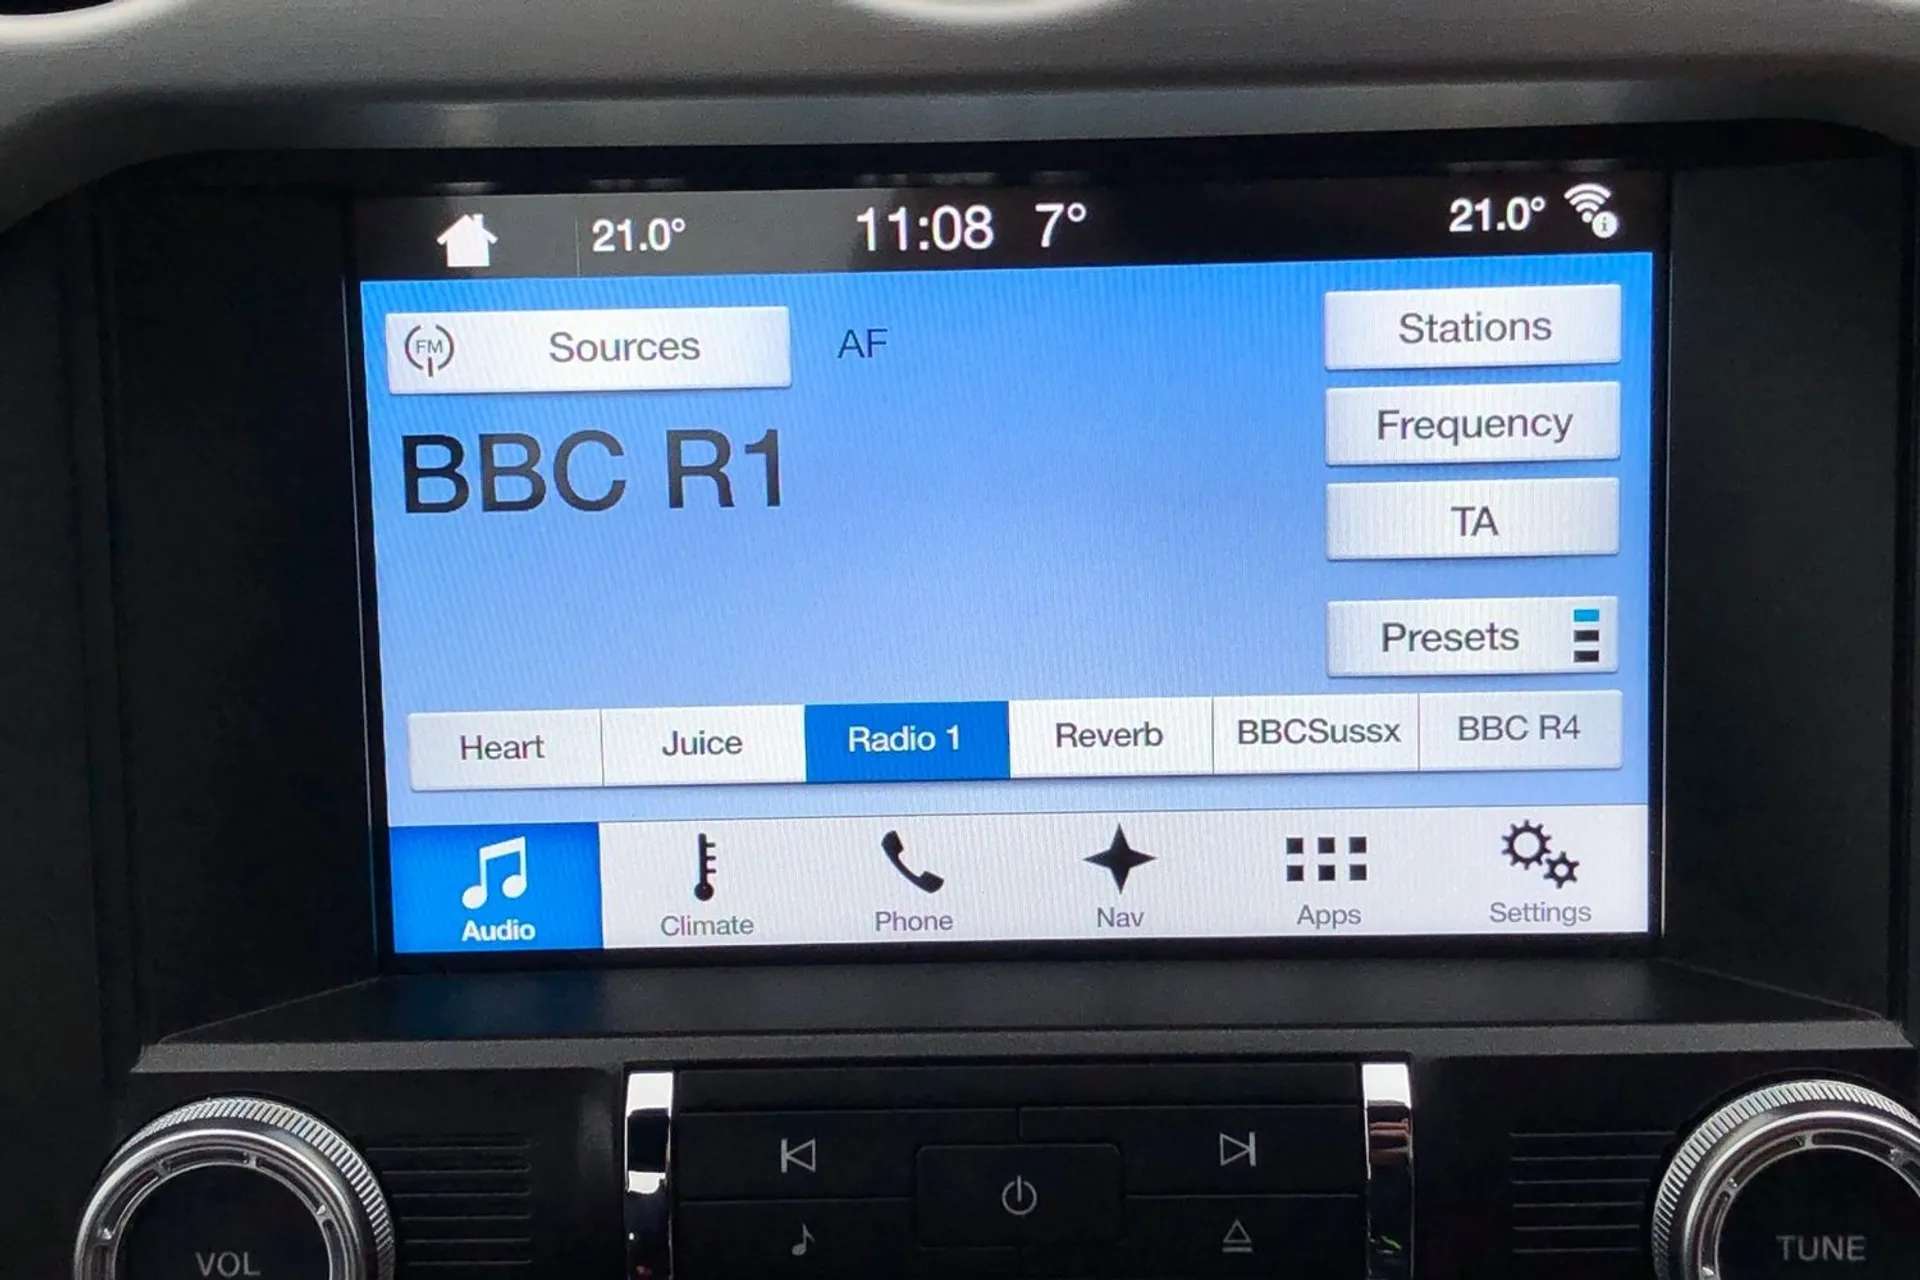 21.0° 11:08 7° 21.0°
FM Sources AF Stations
BBC R1
Frequency
TA
Presets
Heart Juice Radio 1 Reverb BBCSussx BBC R4
Audio Climate Phone Nav Apps Settings
VOL TUNE